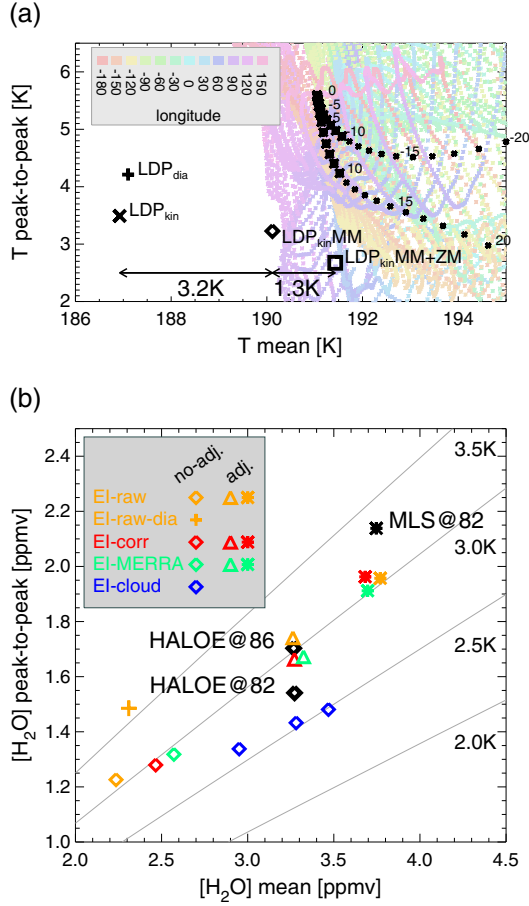 (a)
T peak-to-peak [K]
6
5
4
3
2
-180
-150
-120
-90
-60
-30
0
30
60
90
120
150
longitude
0
-5
5
-10
10
-15
15
-20
20
LDPdia
LDPkin
LDPkinMM
LDPkinMM+ZM
3.2K
1.3K
186 188 190 192 194
T mean [K]
(b)
[H2O] peak-to-peak [ppmv]
2.4
2.2
2.0
1.8
1.6
1.4
1.2
1.0
no-adj.
adj.
EI-raw
EI-raw-dia
EI-corr
EI-MERRA
EI-cloud
3.5K
3.0K
2.5K
2.0K
MLS@82
HALOE@86
HALOE@82
2.0 2.5 3.0 3.5 4.0 4.5
[H2O] mean [ppmv]